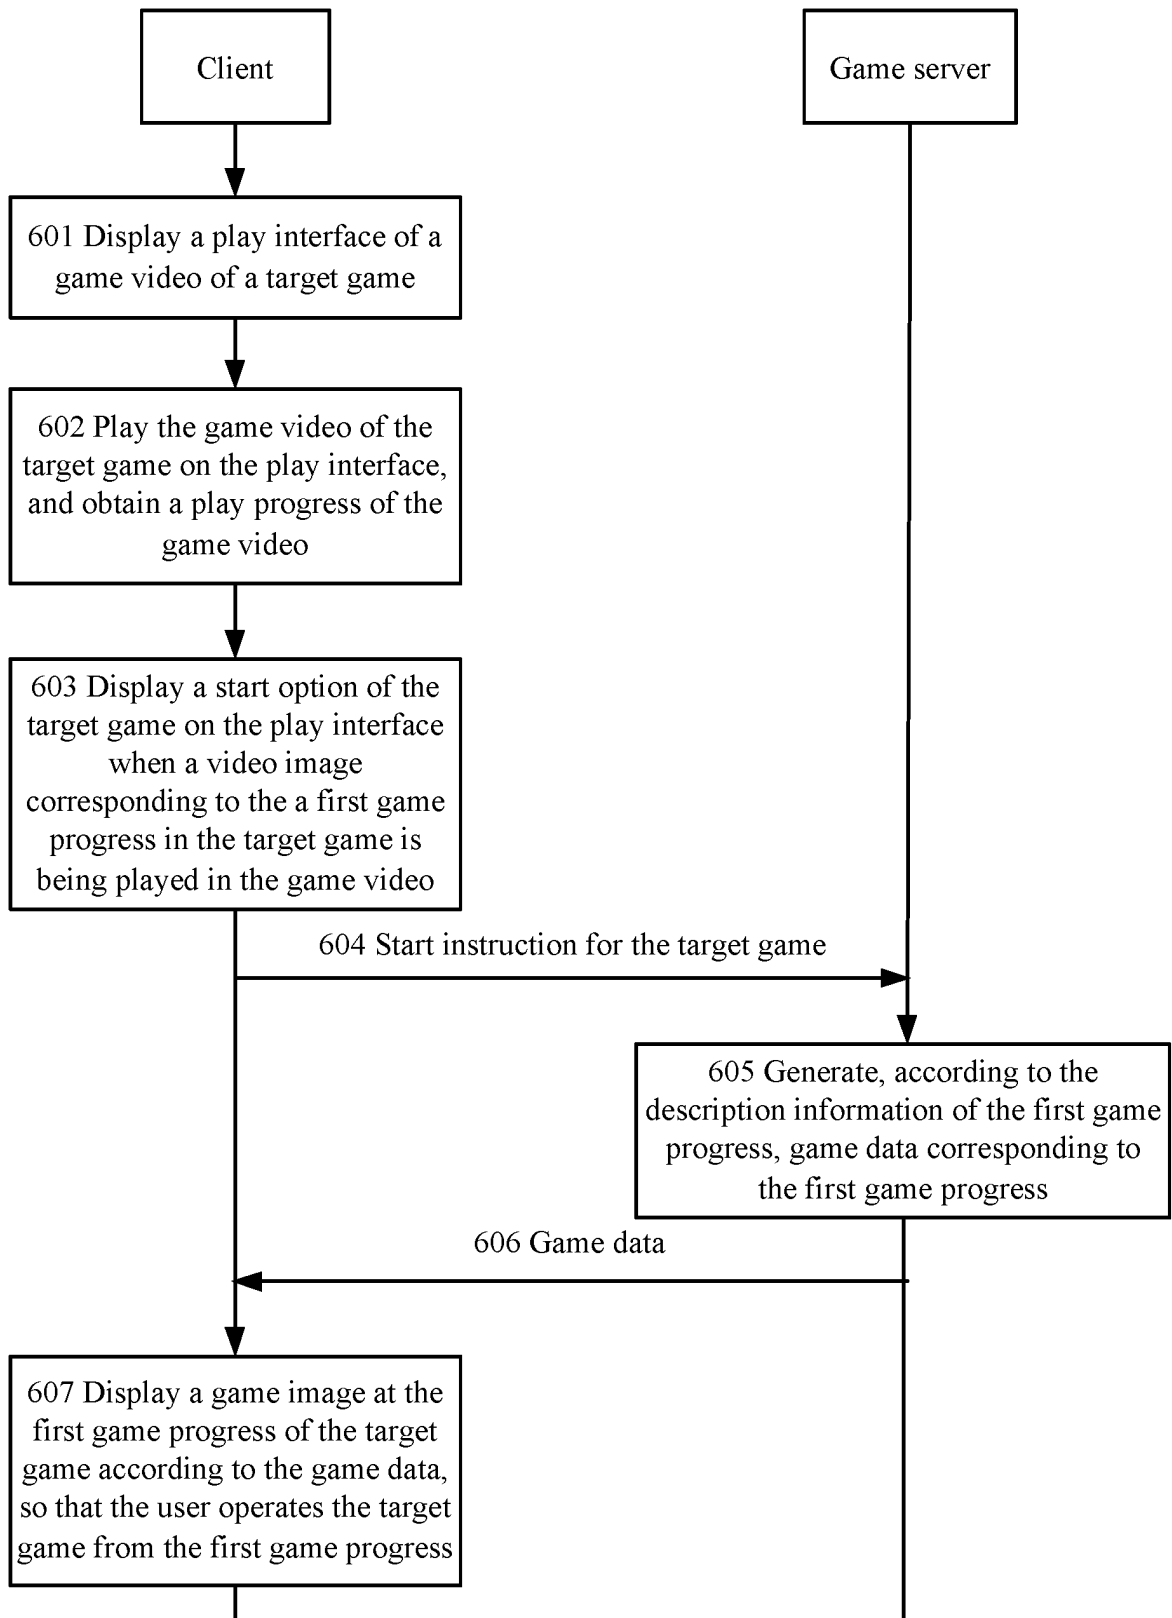 Client
Game server
601 Display a play interface of a
game video of a target game
602 Play the game video of the
target game on the play interface,
and obtain a play progress of the
game video
603 Display a start option of the
target game on the play interface
when a video image
corresponding to the a first game
progress in the target game is
being played in the game video
604 Start instruction for the target game
605 Generate, according to the
description information of the first game
progress, game data corresponding to
the first game progress
606 Game data
607 Display a game image at the
first game progress of the target
game according to the game data,
so that the user operates the target
game from the first game progress